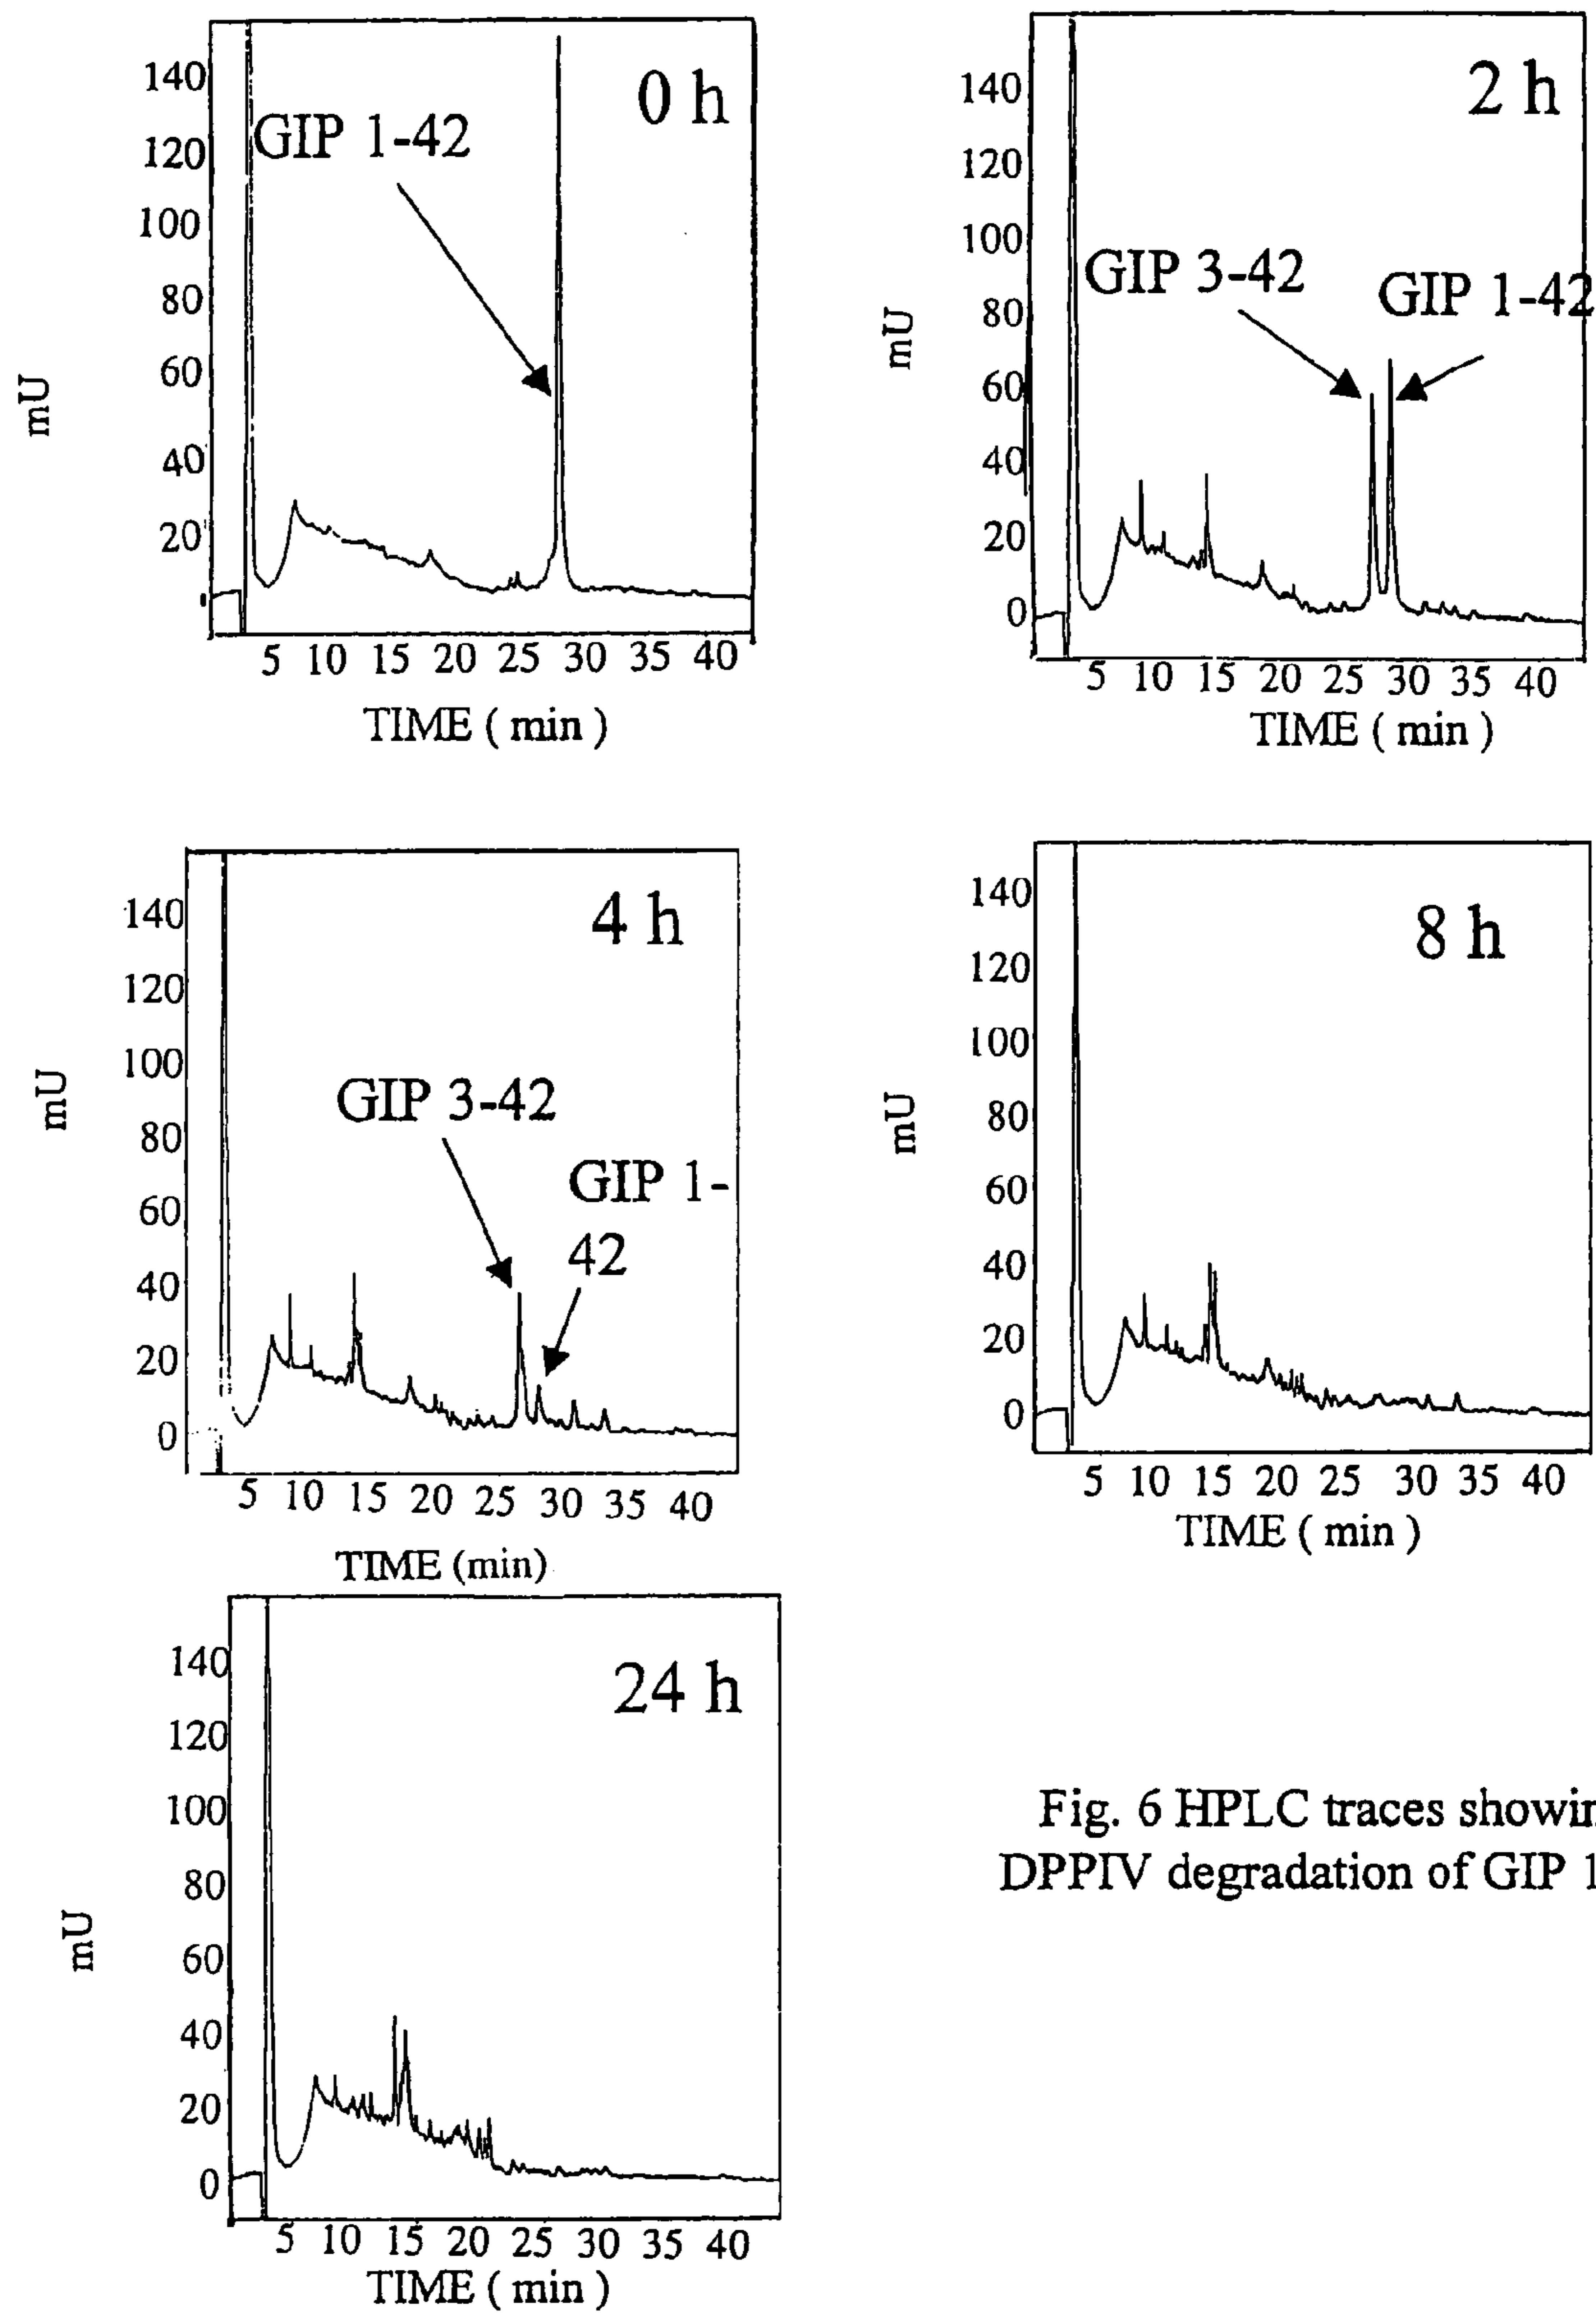 0 h
GIP 1-42
140
120
100
80
60
40
20
mU
5 10 15 20 25 30 35 40
TIME ( min )
2 h
GIP 3-42
GIP 1-42
140
120
100
80
60
40
20
0
mU
5 10 15 20 25 30 35 40
TIME ( min )
4 h
GIP 3-42
GIP 1-
42
140
120
100
80
60
40
20
0
mU
5 10 15 20 25 30 35 40
TIME (min)
8 h
140
120
100
80
60
40
20
0
mU
5 10 15 20 25 30 35 40
TIME ( min )
24 h
140
120
100
80
60
40
20
0
mU
5 10 15 20 25 30 35 40
TIME ( min )
Fig. 6 HPLC traces showin
DPPIV degradation of GIP 1